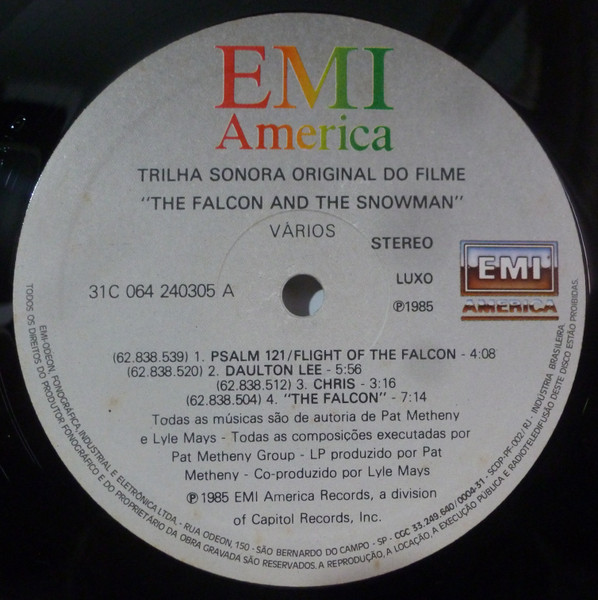 EMI
America
TRILHA SONORA ORIGINAL DO FILME
"THE FALCON AND THE SNOWMAN"
VÁRIOS
STEREO
31C 064 240305 A
LUXO
℗1985
EMI
AMERICA
(62.838.539) 1. PSALM 121/FLIGHT OF THE FALCON - 4:08
(62.838.520) 2. DAULTON LEE - 5:56
(62.838.512) 3. CHRIS - 3:16
(62.838.504) 4. "THE FALCON" - 7:14
Todas as músicas são de autoria de Pat Metheny
e Lyle Mays - Todas as composições executadas por
Pat Metheny Group - LP produzido por Pat
Metheny - Co-produzido por Lyle Mays
℗ 1985 EMI America Records, a division
of Capitol Records, Inc.
EMI-ODEON, FONOGRÁFICA, INDUSTRIAL E ELETRÔNICA LTDA. - RUA ODEON, 150 - SÃO BERNARDO DO CAMPO - SP - CGC 33.249.640/0004-31 - SCDP-PF-002/RJ - INDÚSTRIA BRASILEIRA.
TODOS OS DIREITOS DO PRODUTOR FONOGRÁFICO E DO PROPRIETÁRIO DA OBRA GRAVADA SÃO RESERVADOS. A REPRODUÇÃO, A LOCAÇÃO, A EXECUÇÃO PÚBLICA E RADIOTELEDIFUSÃO DESTE DISCO ESTÃO PROIBIDAS.